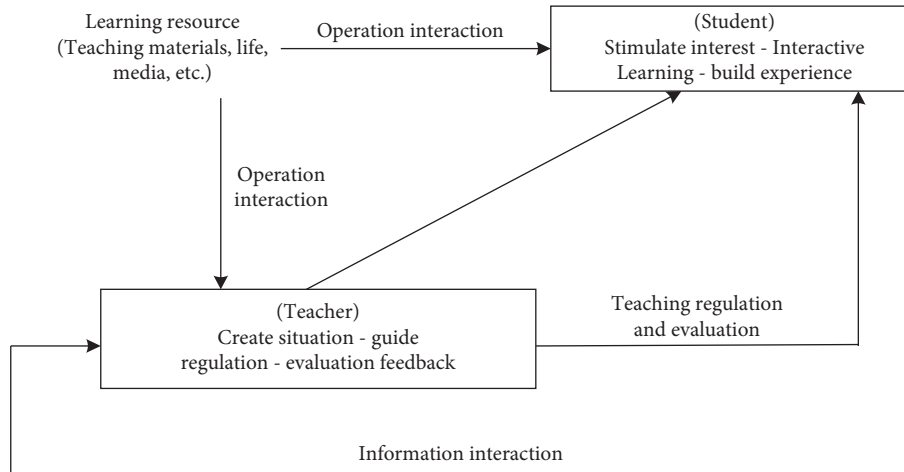 Learning resource
(Teaching materials, life,
media, etc.)
Operation interaction
(Student)
Stimulate interest - Interactive
Learning - build experience
Operation
interaction
(Teacher)
Create situation - guide
regulation - evaluation feedback
Teaching regulation
and evaluation
Information interaction